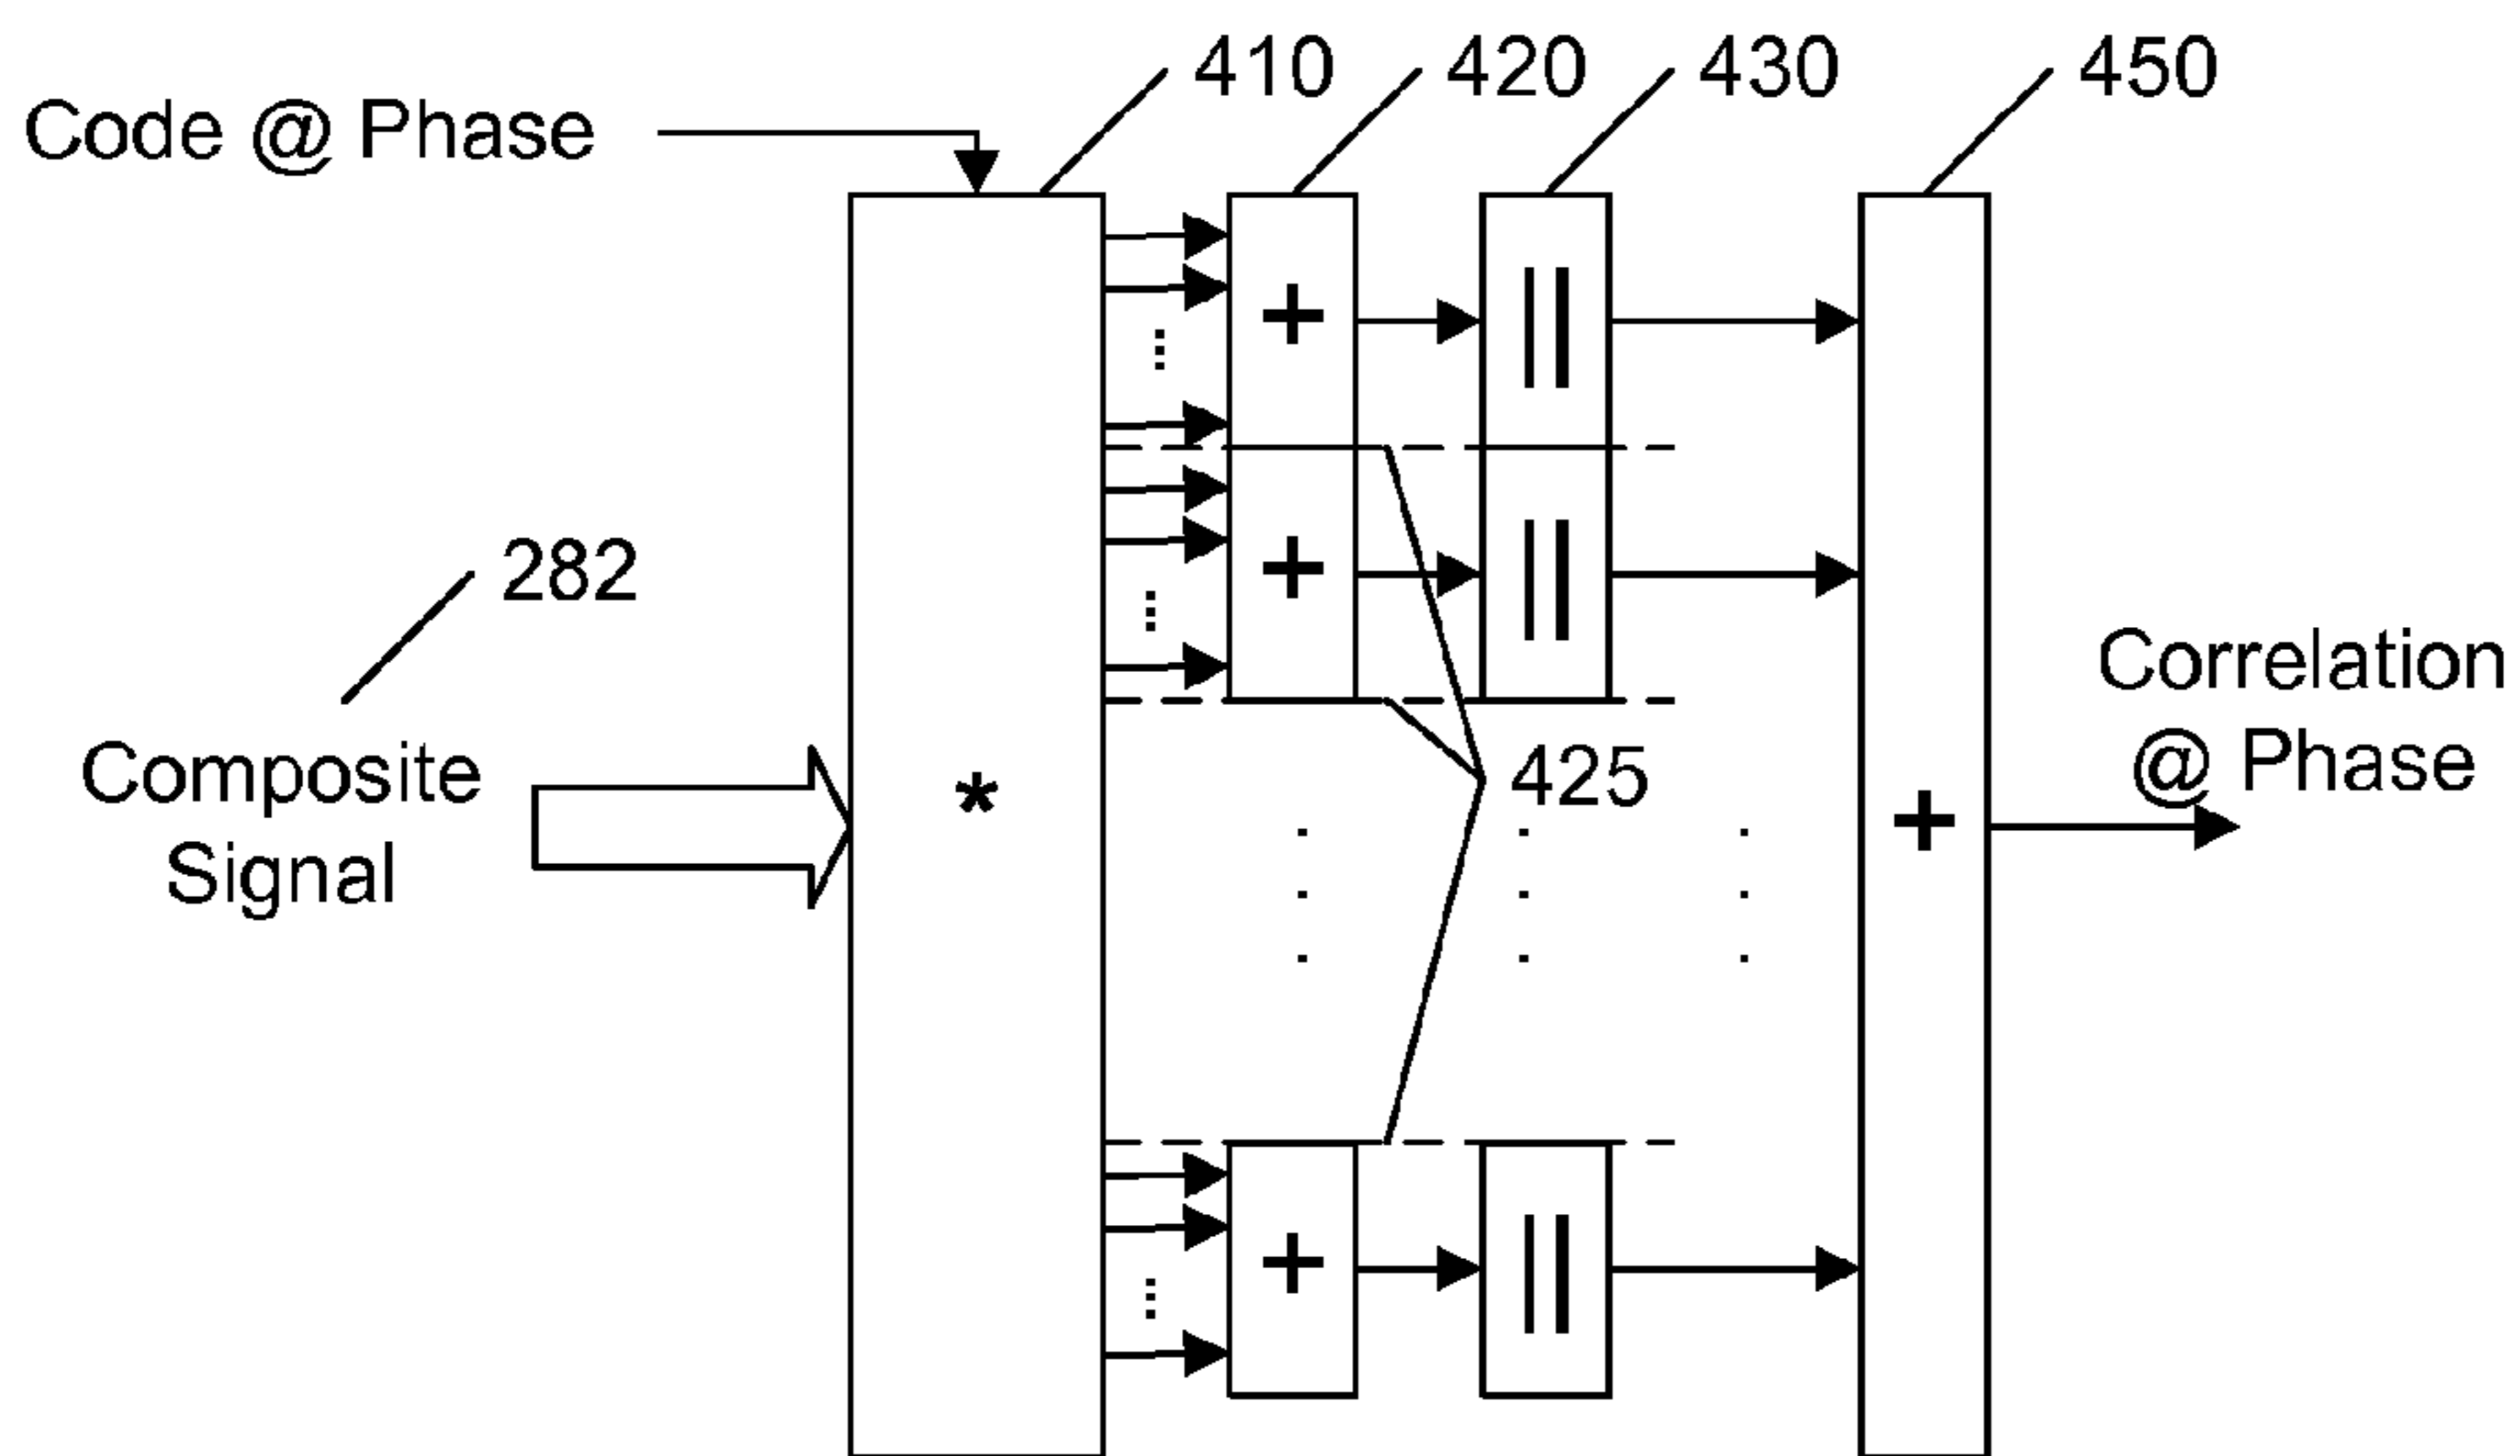 410
420
430
450
Code @ Phase
+
||
+
||
282
Correlation
@ Phase
Composite
Signal
*
425
+
+
||